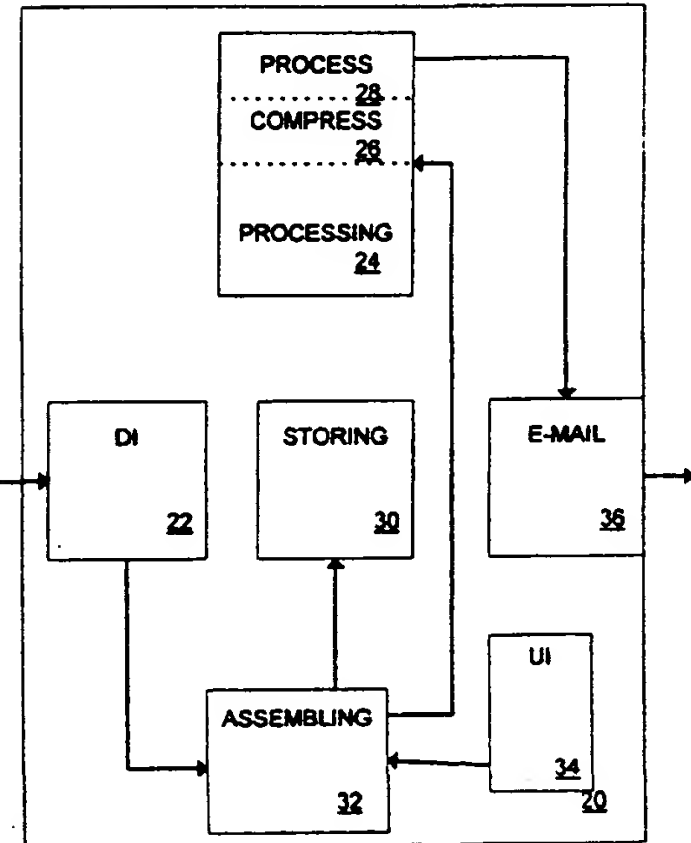 PROCESS
28
COMPRESS
26
PROCESSING
24
DI
22
STORING
30
E-MAIL
36
UI
34
20
ASSEMBLING
32